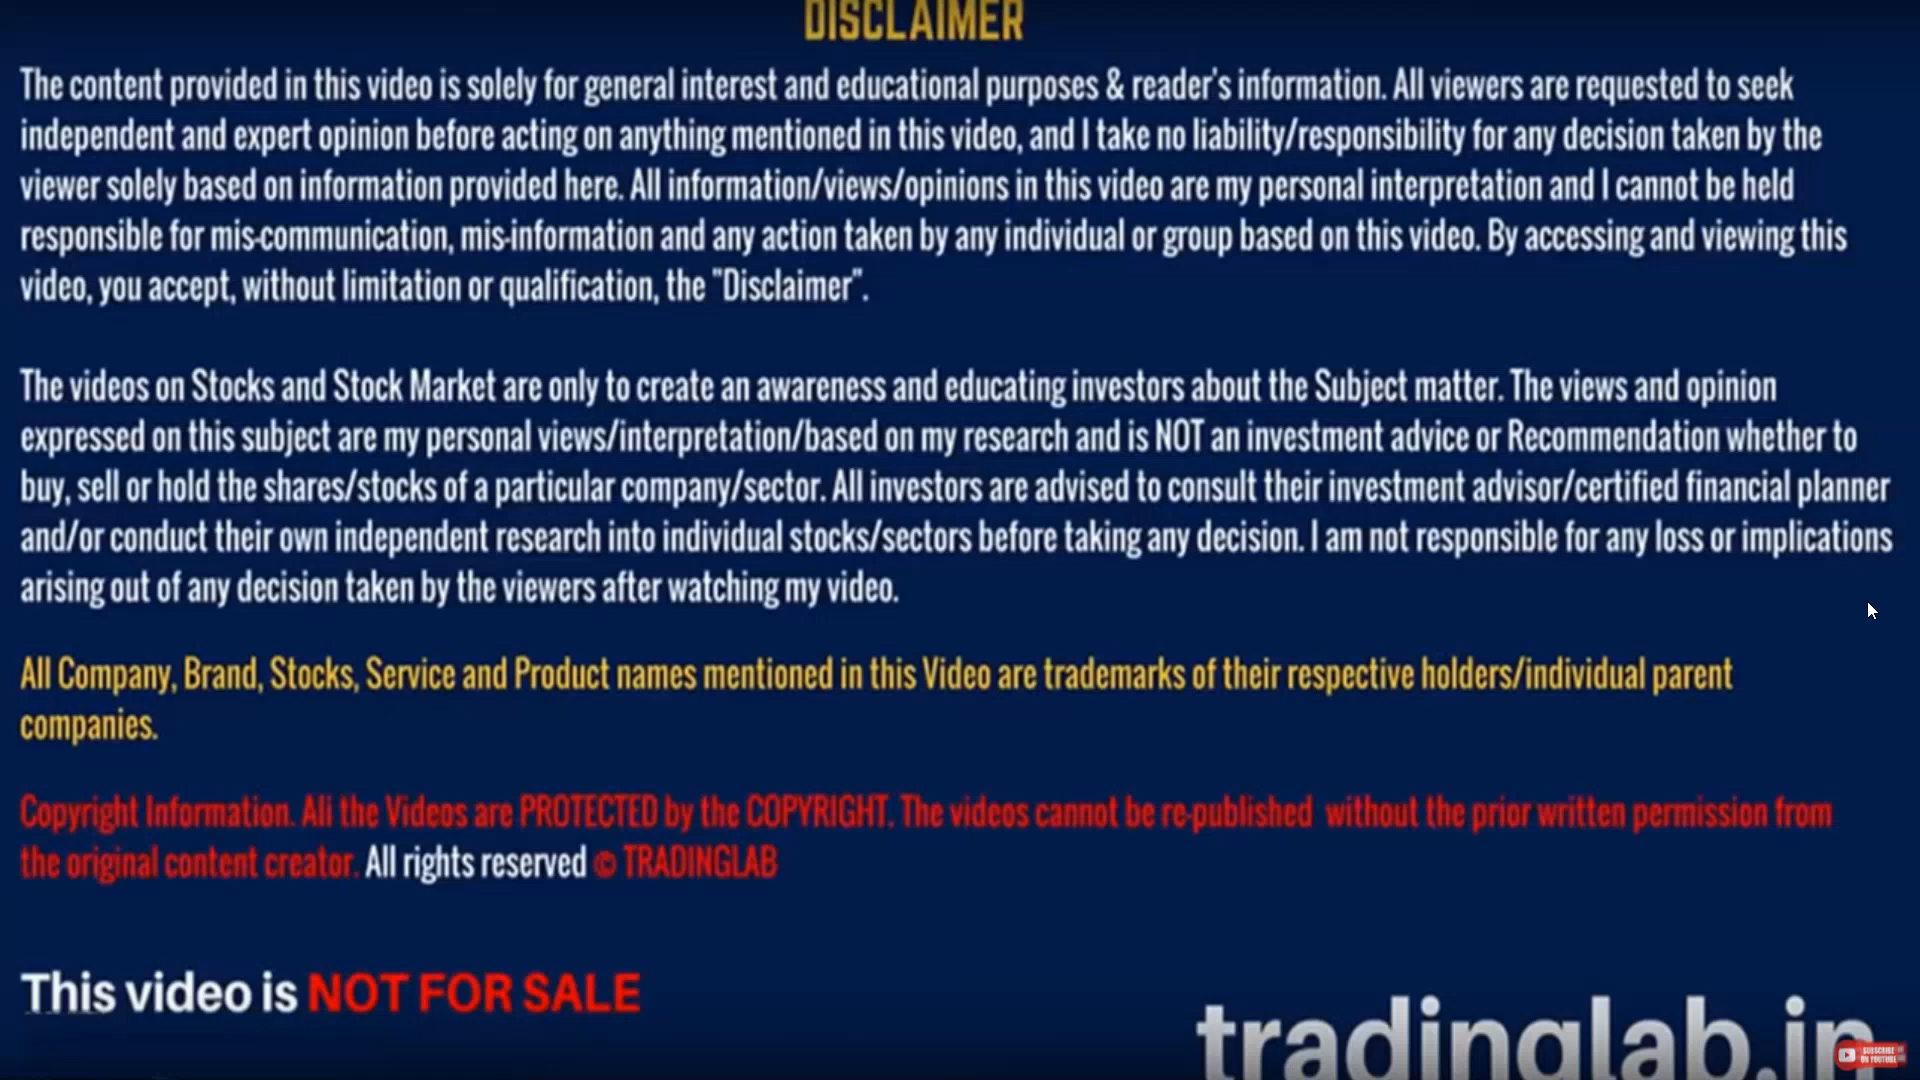 DISCLAIMER
The content provided in this video is solely for general interest and educational purposes & reader's information. All viewers are requested to seek
independent and expert opinion before acting on anything mentioned in this video, and I take no liability/responsibility for any decision taken by the
viewer solely based on information provided here. All information/views/opinions in this video are my personal interpretation and I cannot be held
responsible for mis-communication, mis-information and any action taken by any individual or group based on this video. By accessing and viewing this
video, you accept, without limitation or qualification, the "Disclaimer".
The videos on Stocks and Stock Market are only to create an awareness and educating investors about the Subject matter. The views and opinion
expressed on this subject are my personal views/interpretation/based on my research and is NOT an investment advice or Recommendation whether to
buy, sell or hold the shares/stocks of a particular company/sector. All investors are advised to consult their investment advisor/certified financial planner
and/or conduct their own independent research into individual stocks/sectors before taking any decision. I am not responsible for any loss or implications
arising out of any decision taken by the viewers after watching my video.
All Company, Brand, Stocks, Service and Product names mentioned in this Video are trademarks of their respective holders/individual parent
companies.
Copyright Information. Ali the Videos are PROTECTED by the COPYRIGHT. The videos cannot be re-published without the prior written permission from
the original content creator. All rights reserved © TRADINGLAB
This video is NOT FOR SALE
tradinglab.in
SUBSCRIBE
ON YOUTUBE